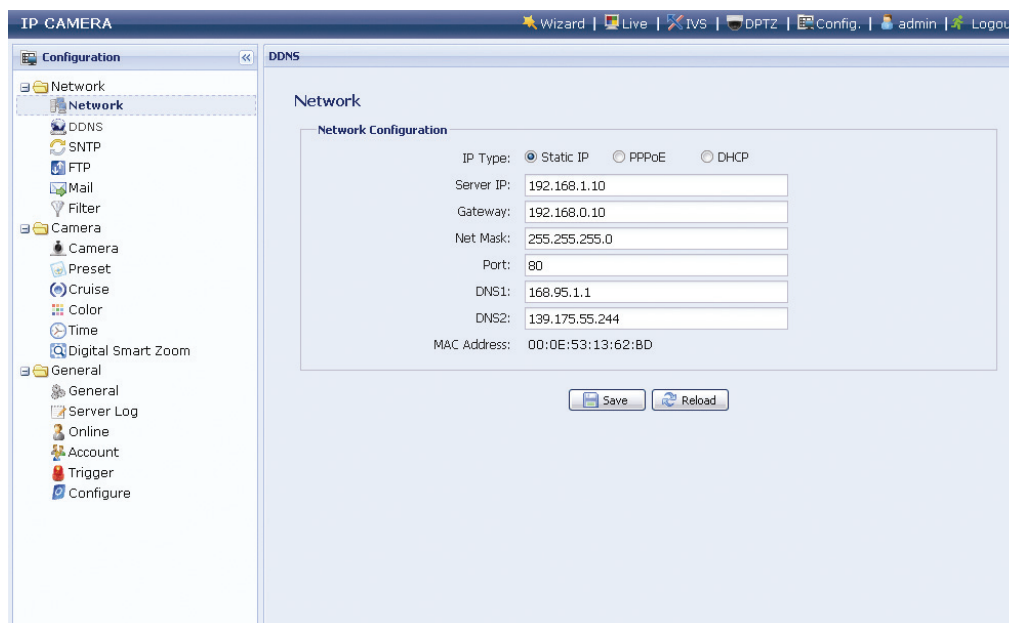 IP CAMERA
Wizard | Live | IVS | DPTZ | Config. | admin | Logou
Configuration
Network
Network
DDNS
SNTP
FTP
Mail
Filter
Camera
Camera
Preset
Cruise
Color
Time
Digital Smart Zoom
General
General
Server Log
Online
Account
Trigger
Configure
DDNS
Network
Network Configuration
IP Type: Static IP PPPoE DHCP
Server IP: 192.168.1.10
Gateway: 192.168.0.10
Net Mask: 255.255.255.0
Port: 80
DNS1: 168.95.1.1
DNS2: 139.175.55.244
MAC Address: 00:0E:53:13:62:BD
Save Reload